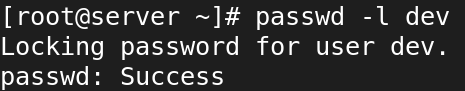 [root@server ~]# passwd -l dev
Locking password for user dev.
passwd: Success